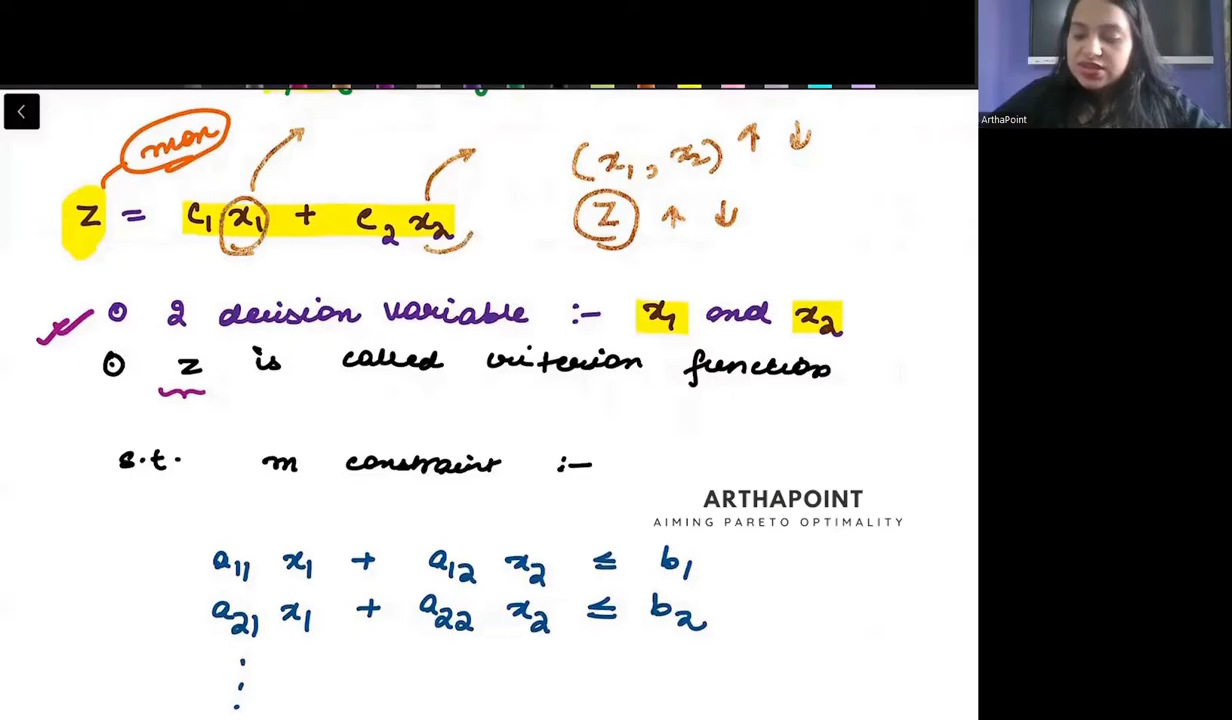 max
(x₁, x₂) ↑ ↓
z = c₁ x₁ + c₂ x₂
z ↑ ↓
2 decision variable :- x₁ and x₂
z is called criterion function
s.t. m constraint :-
ARTHAPOINT
AIMING PARETO OPTIMALITY
a₁₁ x₁ + a₁₂ x₂ ≤ b₁
a₂₁ x₁ + a₂₂ x₂ ≤ b₂
⋮
ArthaPoint